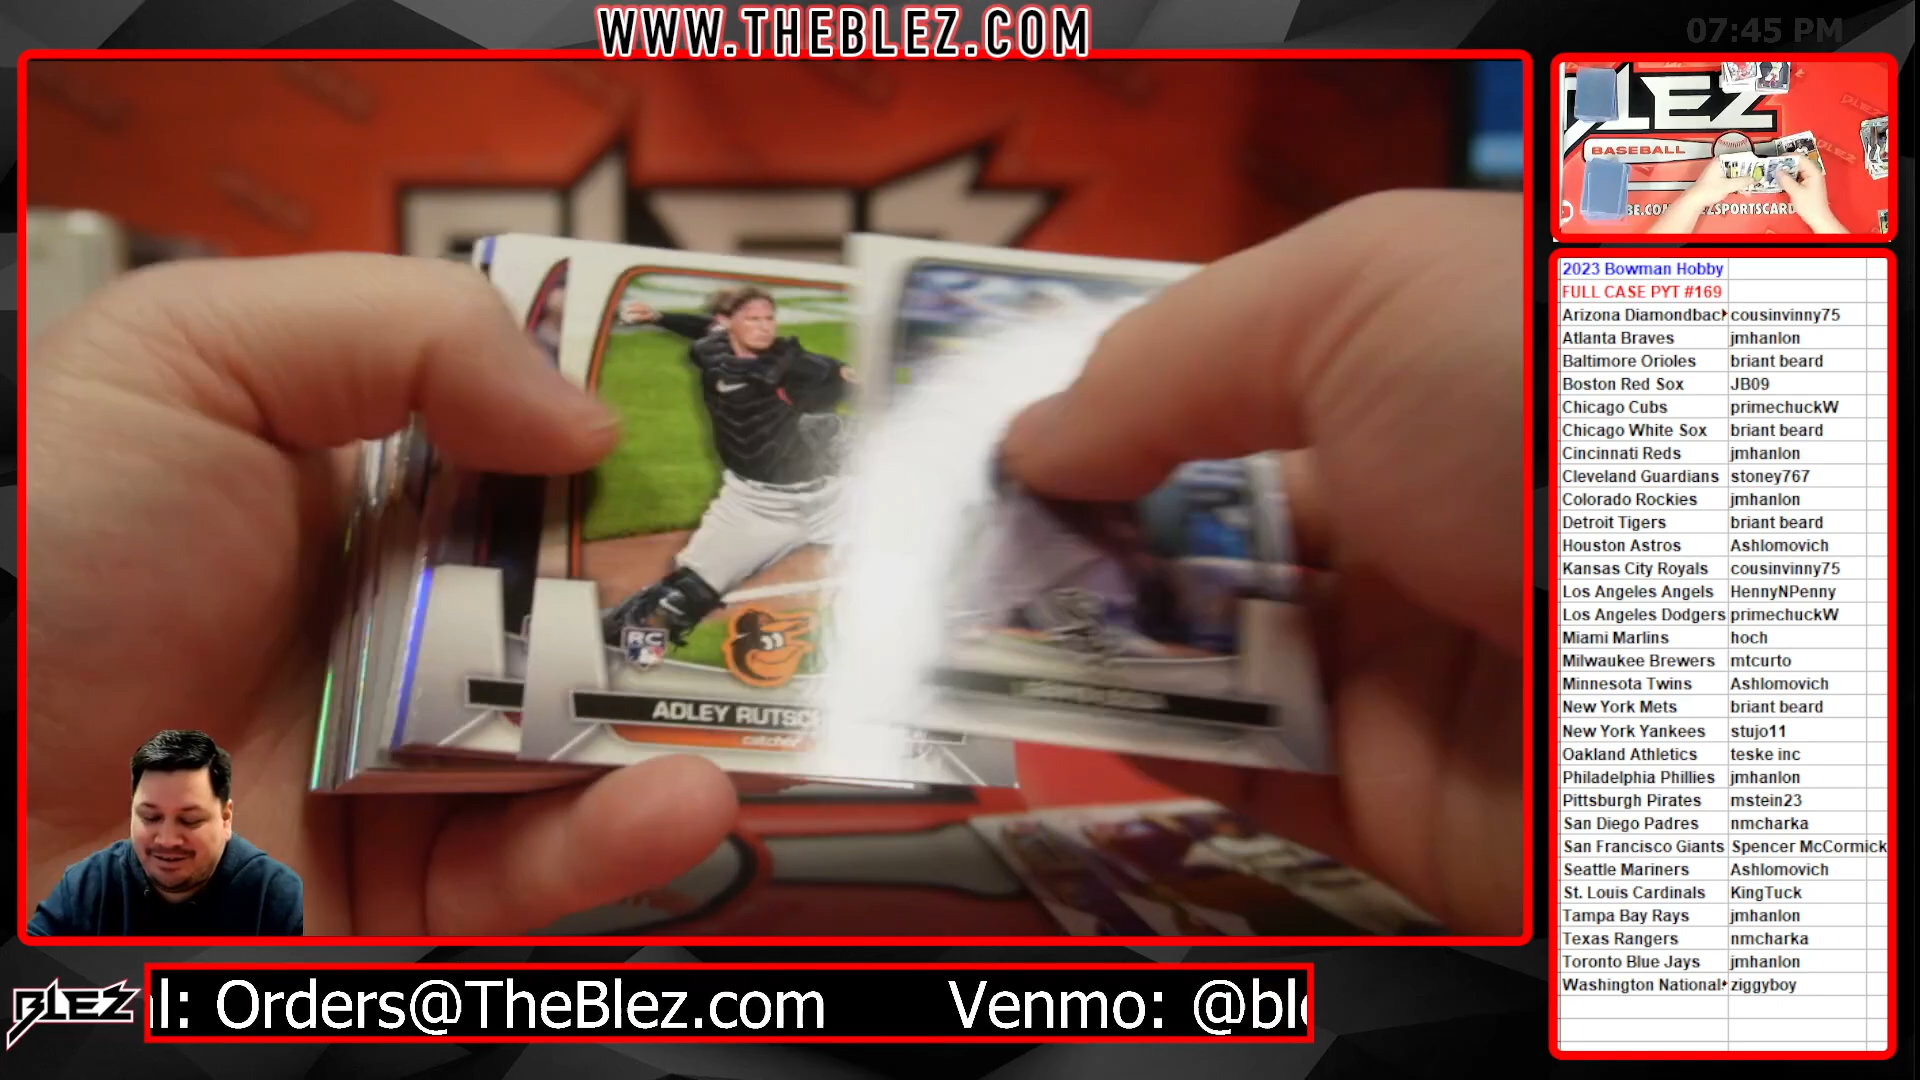 WWW.THEBLEZ.COM
07:45 PM
LEZ
BASEBALL
BLEZ
RC
ADLEY RUTSC
catcher
2023 Bowman Hobby
FULL CASE PYT #169
Arizona Diamondbac cousinvinny75
Atlanta Braves jmhanlon
Baltimore Orioles briant beard
Boston Red Sox JB09
Chicago Cubs primechuckW
Chicago White Sox briant beard
Cincinnati Reds jmhanlon
Cleveland Guardians stoney767
Colorado Rockies jmhanlon
Detroit Tigers briant beard
Houston Astros Ashlomovich
Kansas City Royals cousinvinny75
Los Angeles Angels HennyNPenny
Los Angeles Dodgers primechuckW
Miami Marlins hoch
Milwaukee Brewers mtcurto
Minnesota Twins Ashlomovich
New York Mets briant beard
New York Yankees stujo11
Oakland Athletics teske inc
Philadelphia Phillies jmhanlon
Pittsburgh Pirates mstein23
San Diego Padres nmcharka
San Francisco Giants Spencer McCormick
Seattle Mariners Ashlomovich
St. Louis Cardinals KingTuck
Tampa Bay Rays jmhanlon
Texas Rangers nmcharka
Toronto Blue Jays jmhanlon
Washington National ziggyboy
BLEZ
l: Orders@TheBlez.com Venmo: @ble